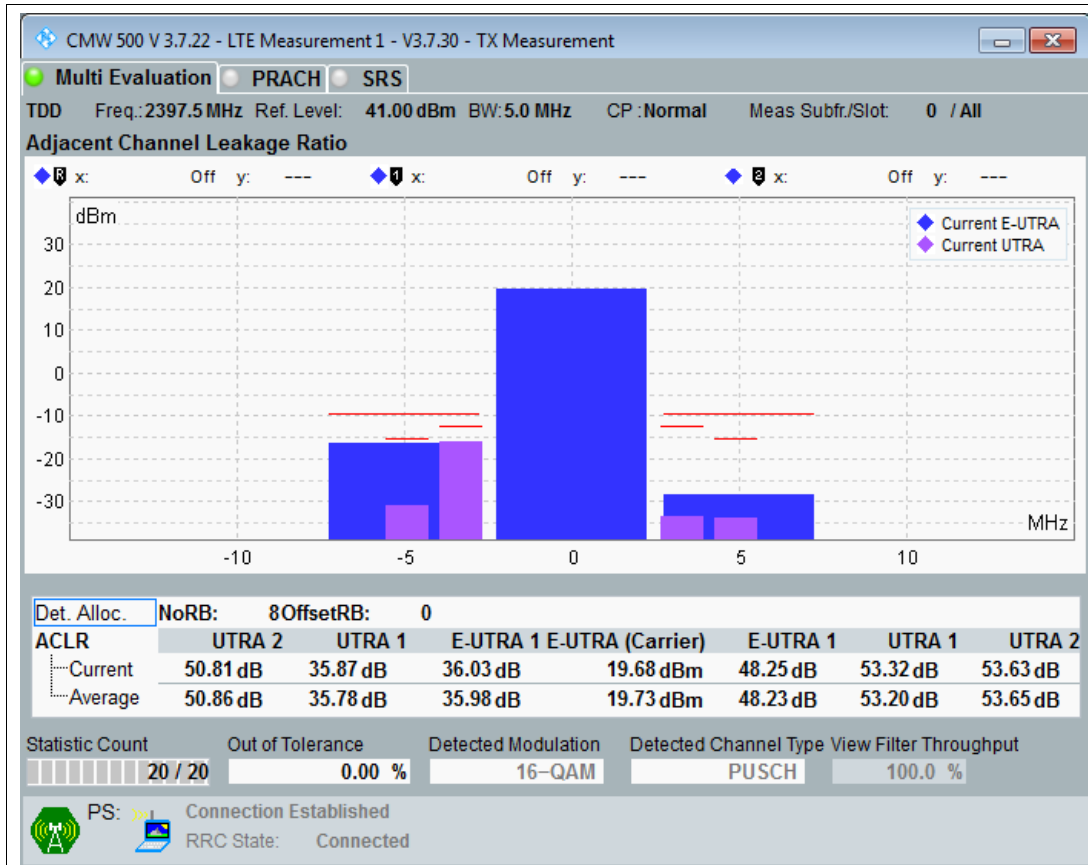 CMW 500 V 3.7.22 - LTE Measurement 1 - V3.7.30 - TX Measurement
Multi Evaluation PRACH SRS
TDD Freq.: 2397.5 MHz Ref. Level: 41.00 dBm BW: 5.0 MHz CP : Normal Meas Subfr./Slot: 0 / All
Adjacent Channel Leakage Ratio
R x: Off y: --- 1 x: Off y: --- 2 x: Off y: ---
dBm
Current E-UTRA
Current UTRA
30
20
10
0
-10
-20
-30
MHz
-10 -5 0 5 10
Det. Alloc. NoRB: 8 OffsetRB: 0
ACLR UTRA 2 UTRA 1 E-UTRA 1 E-UTRA (Carrier) E-UTRA 1 UTRA 1 UTRA 2
Current 50.81 dB 35.87 dB 36.03 dB 19.68 dBm 48.25 dB 53.32 dB 53.63 dB
Average 50.86 dB 35.78 dB 35.98 dB 19.73 dBm 48.23 dB 53.20 dB 53.65 dB
Statistic Count Out of Tolerance Detected Modulation Detected Channel Type View Filter Throughput
20 / 20 0.00 % 16-QAM PUSCH 100.0 %
PS: Connection Established
RRC State: Connected